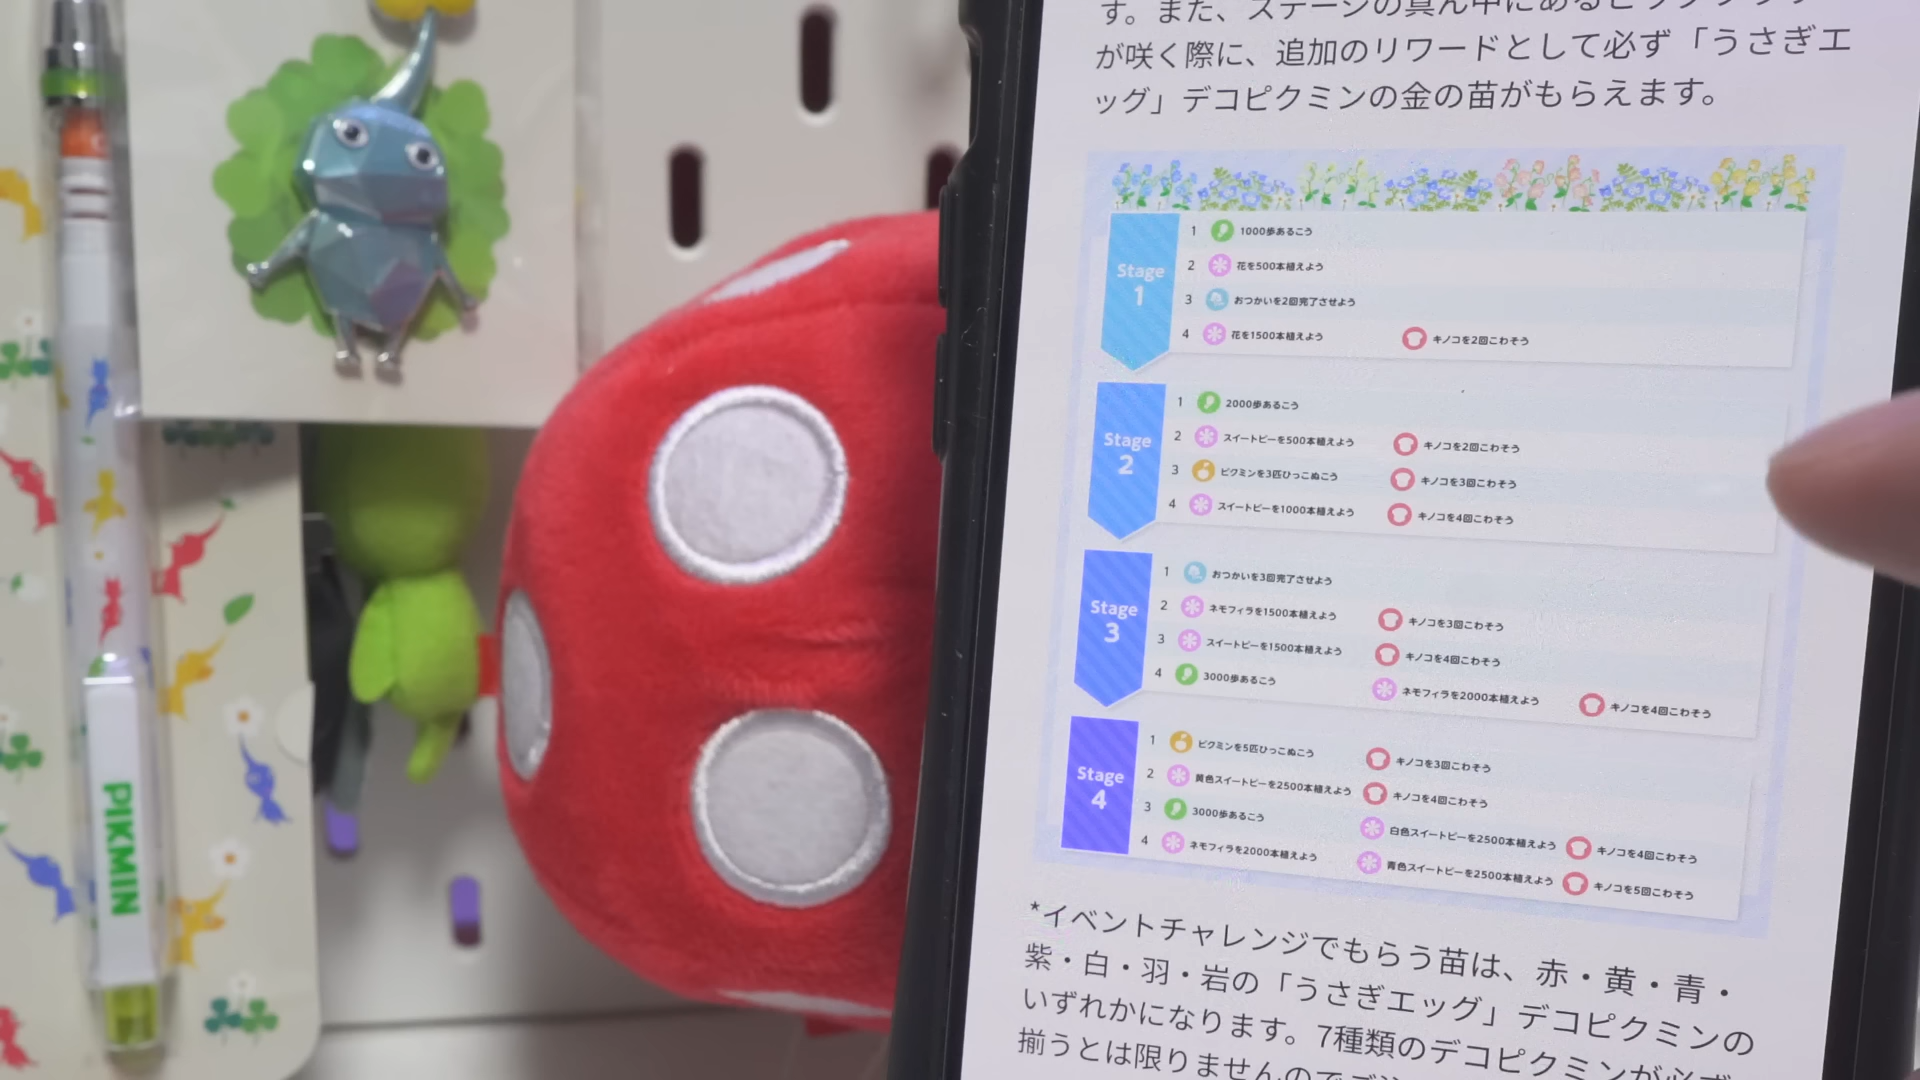 PIKMIN
す。また、ステージの真ん中にあるビッグフラワー
が咲く際に、追加のリワードとして必ず「うさぎエ
ッグ」デコピクミンの金の苗がもらえます。
Stage 1
1 1000歩あるこう
2 花を500本植えよう
3 おつかいを2回完了させよう
4 花を1500本植えよう キノコを2回こわそう
Stage 2
1 2000歩あるこう
2 スイートピーを500本植えよう キノコを2回こわそう
3 ピクミンを3匹ひっこぬこう キノコを3回こわそう
4 スイートピーを1000本植えよう キノコを4回こわそう
Stage 3
1 おつかいを3回完了させよう
2 ネモフィラを1500本植えよう キノコを3回こわそう
3 スイートピーを1500本植えよう キノコを4回こわそう
4 3000歩あるこう ネモフィラを2000本植えよう キノコを4回こわそう
Stage 4
1 ピクミンを5匹ひっこぬこう キノコを3回こわそう
2 黄色スイートピーを2500本植えよう キノコを4回こわそう
3 3000歩あるこう 白色スイートピーを2500本植えよう キノコを4回こわそう
4 ネモフィラを2000本植えよう 青色スイートピーを2500本植えよう キノコを5回こわそう
*イベントチャレンジでもらう苗は、赤・黄・青・
紫・白・羽・岩の「うさぎエッグ」デコピクミンの
いずれかになります。7種類のデコピクミンが必ず
揃うとは限りませんので